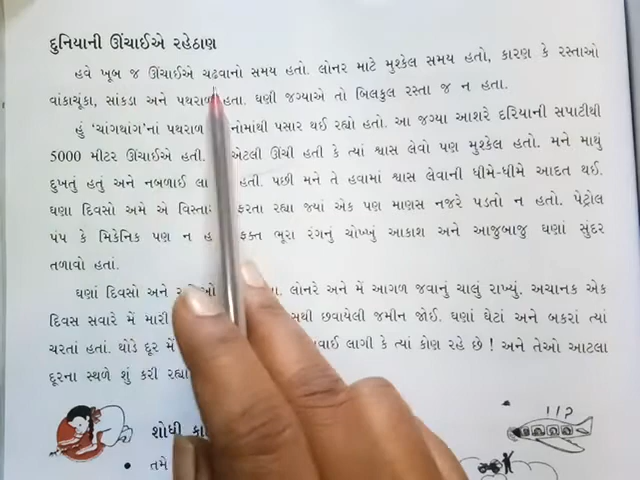 દુનિયાની ઊંચાઈએ રહેઠાણ
હવે ખૂબ જ ઊંચાઈએ ચઢવાનો સમય હતો. લોનર માટે મુશ્કેલ સમય હતો, કારણ કે રસ્તાઓ
વાંકાચૂંકા, સાંકડા અને પથરાળ હતા. ઘણી જગ્યાએ તો બિલકુલ રસ્તા જ ન હતા.
હું ‘ચાંગથાંગ’નાં પથરાળ નોમાંથી પસાર થઈ રહ્યો હતો. આ જગ્યા આશરે દરિયાની સપાટીથી
5000 મીટર ઊંચાઈએ હતી. એટલી ઊંચી હતી કે ત્યાં શ્વાસ લેવો પણ મુશ્કેલ હતો. મને માથું
દુખતું હતું અને નબળાઈ લા હતી. પછી મને તે હવામાં શ્વાસ લેવાની ધીમે-ધીમે આદત થઈ.
ઘણા દિવસો અમે એ ફરતા રહ્યા જ્યાં એક પણ માણસ નજરે પડતો ન હતો. પેટ્રોલ
પંપ કે મિકેનિક પણ ન ફક્ત ભૂરા રંગનું ચોખ્ખું આકાશ અને આજુબાજુ ઘણાં સુંદર
તળાવો હતાં.
ઘણાં દિવસો અને લોનરે અને મેં આગળ જવાનું ચાલું રાખ્યું. અચાનક એક
દિવસ સવારે મેં મારી સથી છવાયેલી જમીન જોઈ. ઘણાં ઘેટાં અને બકરાં ત્યાં
ચરતાં હતાં. થોડે દૂર મેં વાઈ લાગી કે ત્યાં કોણ રહે છે ! અને તેઓ આટલા
દૂરના સ્થળે શું કરી રહ્યા
શોધી કા
• તમે